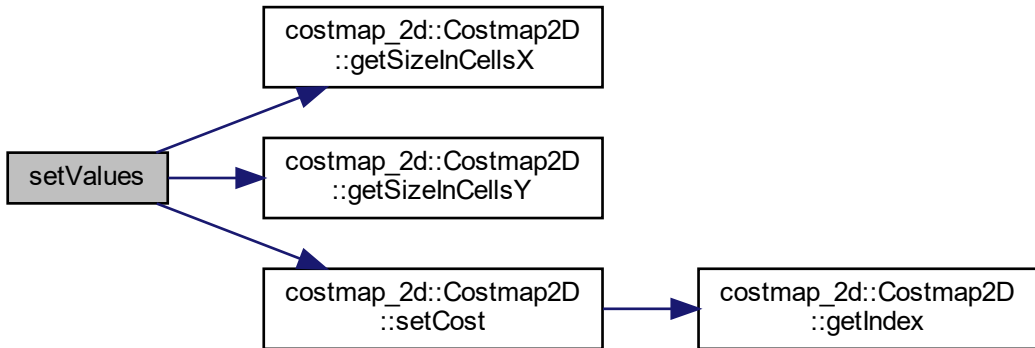 costmap_2d::Costmap2D
::getSizeInCellsX
setValues
costmap_2d::Costmap2D
::getSizeInCellsY
costmap_2d::Costmap2D
::setCost
costmap_2d::Costmap2D
::getIndex